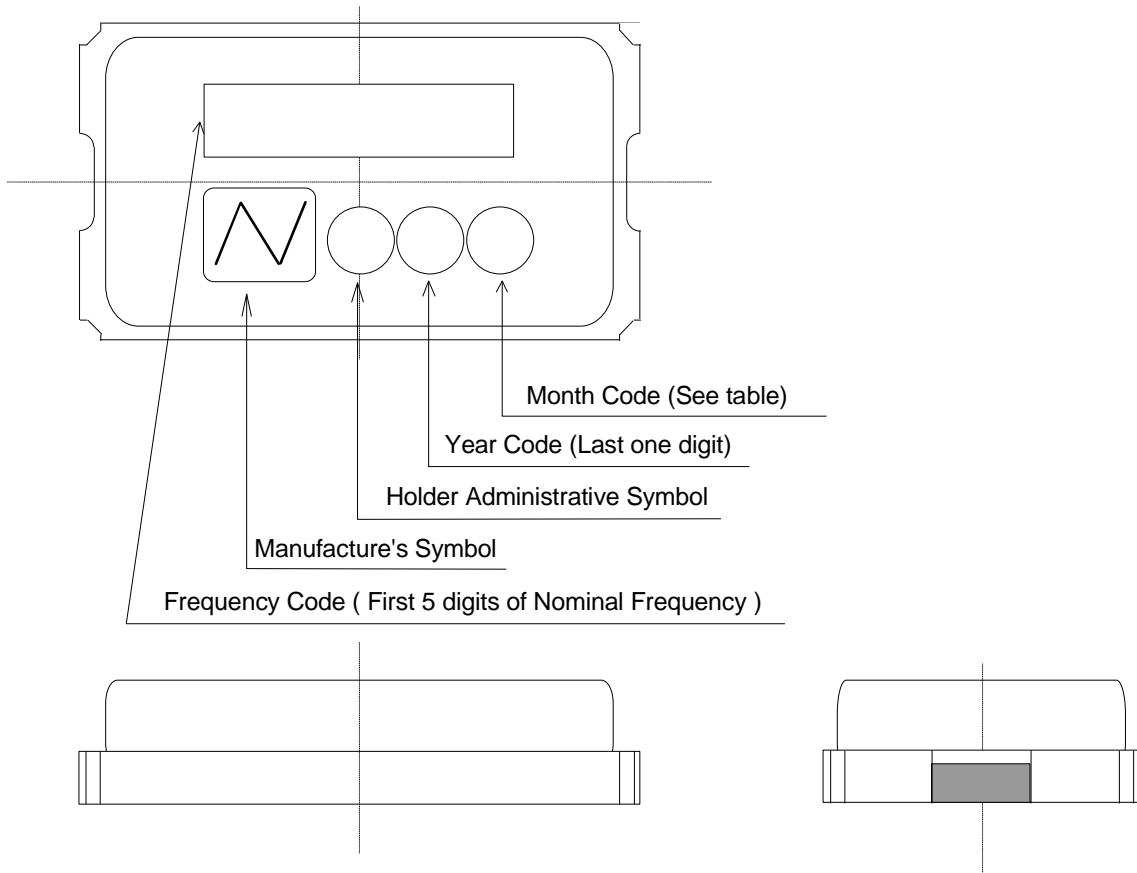 Month Code (See table)
Year Code (Last one digit)
Holder Administrative Symbol
Manufacture's Symbol
Frequency Code ( First 5 digits of Nominal Frequency )